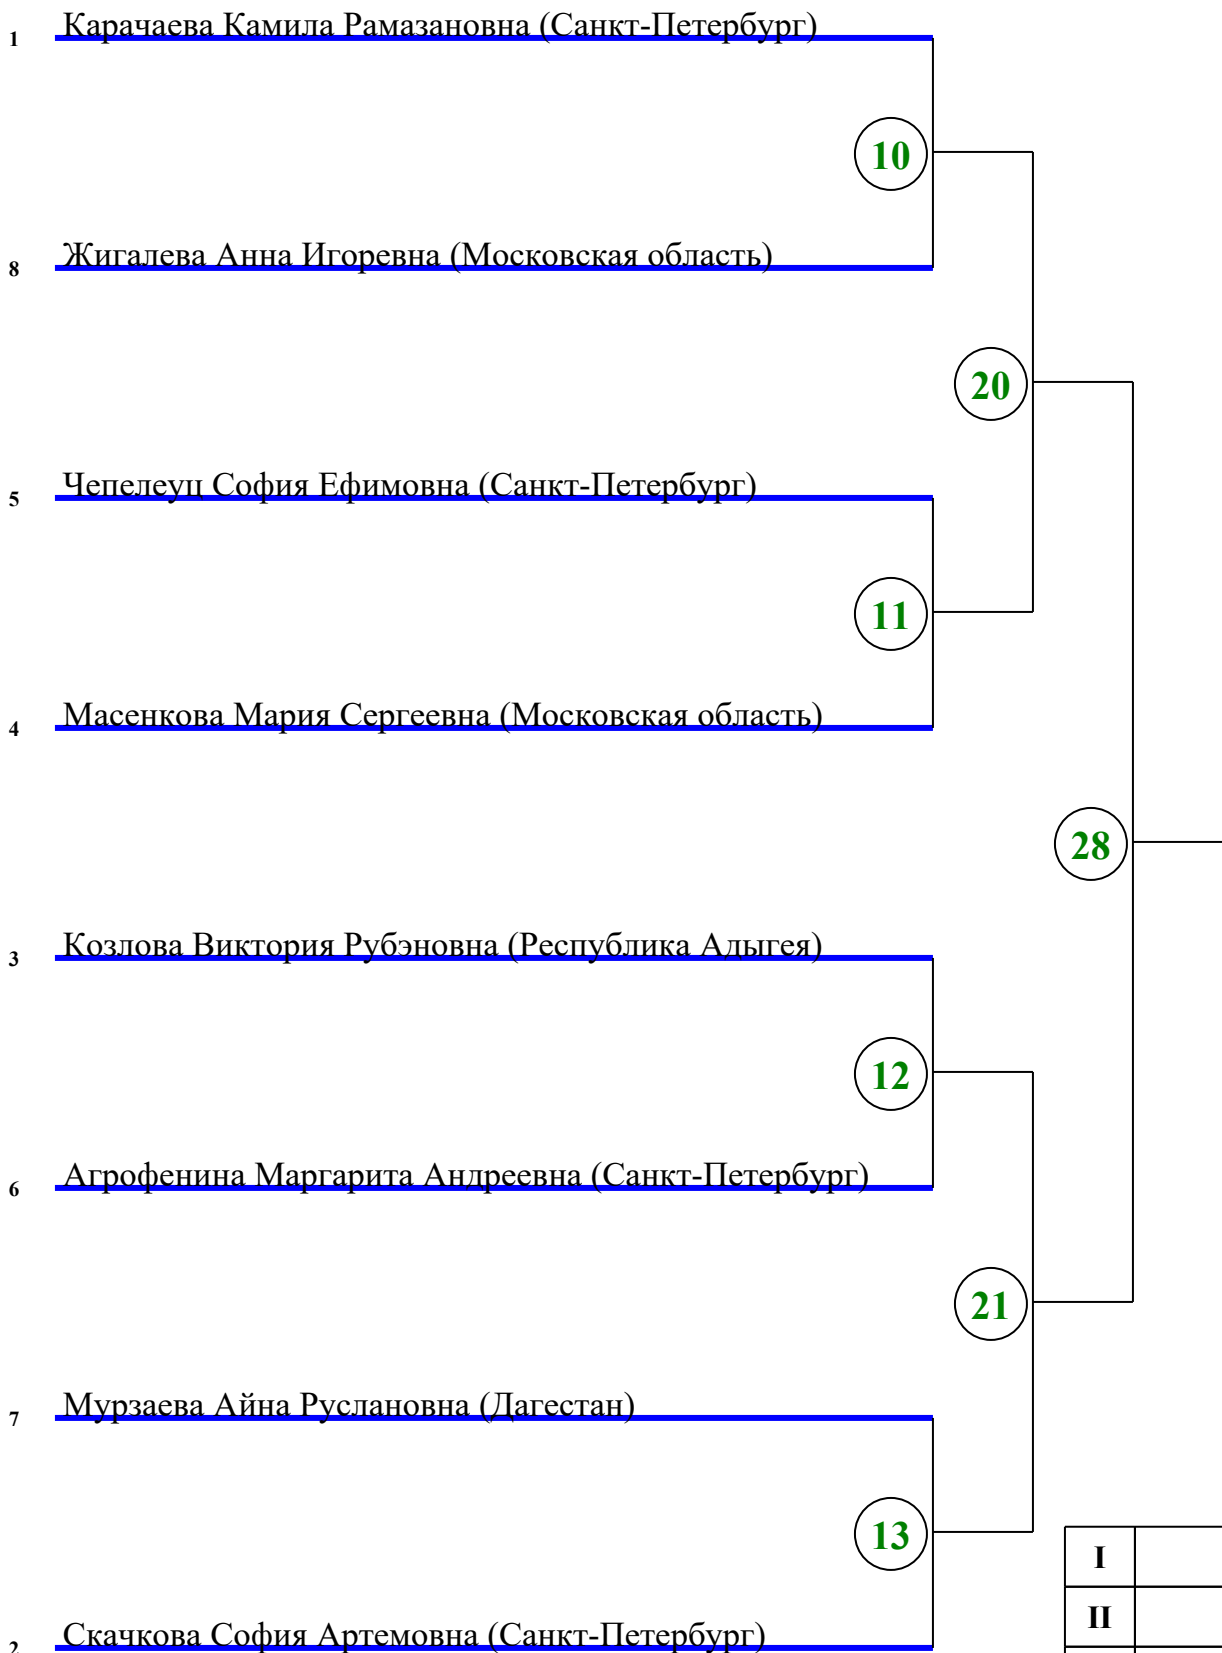 1 Карачаева Камила Рамазановна (Санкт-Петербург)
10
8 Жигалева Анна Игоревна (Московская область)
20
5 Чепелеуц София Ефимовна (Санкт-Петербург)
11
4 Масенкова Мария Сергеевна (Московская область)
28
3 Козлова Виктория Рубэновна (Республика Адыгея)
12
6 Агрофенина Маргарита Андреевна (Санкт-Петербург)
21
7 Мурзаева Айна Руслановна (Дагестан)
13
I
II
2 Скачкова София Артемовна (Санкт-Петербург)